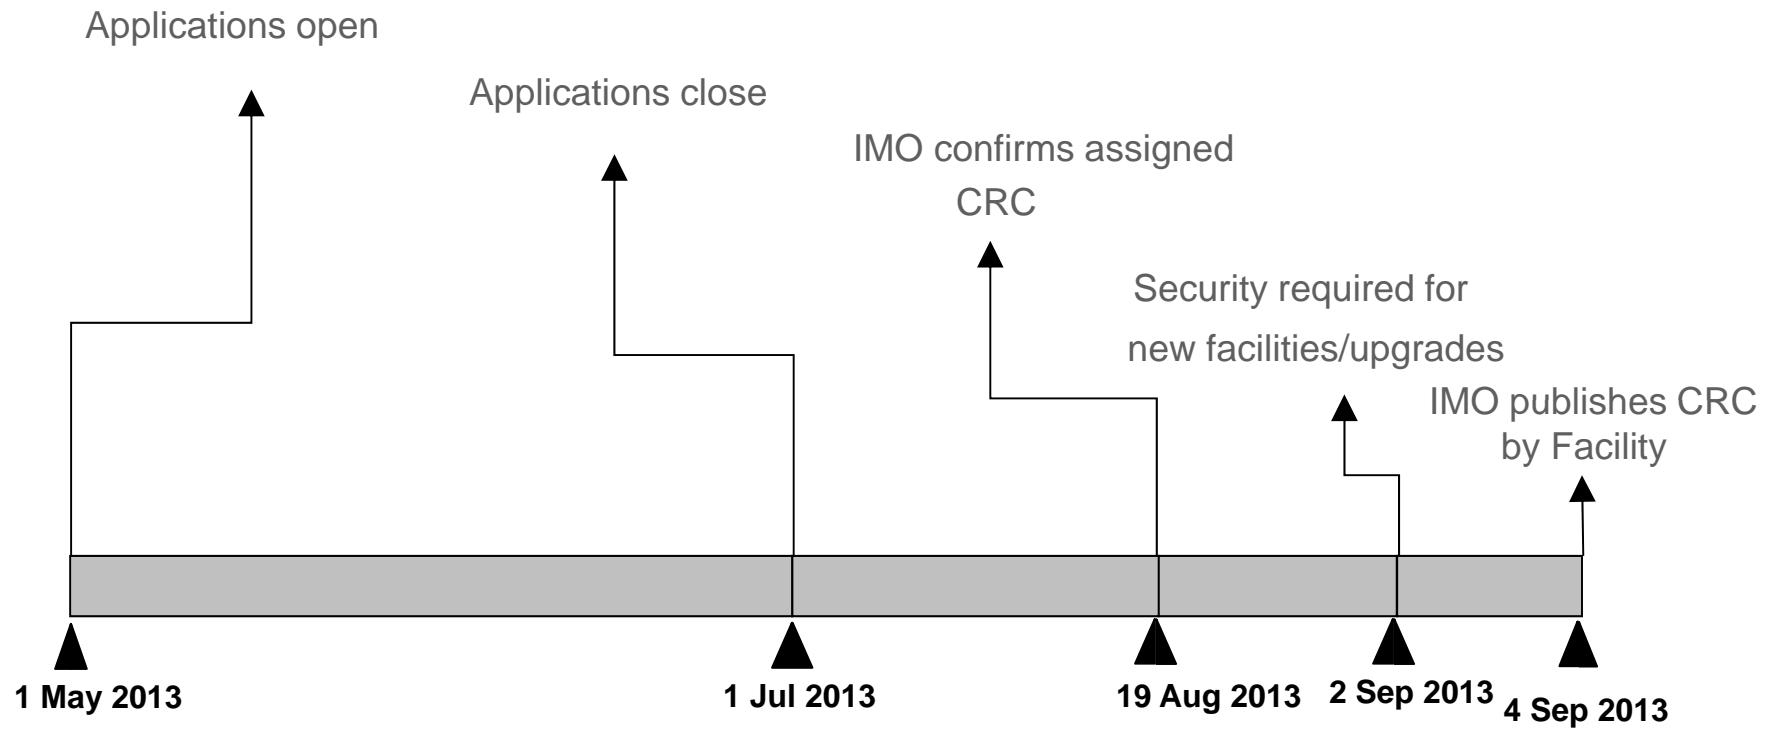 Applications open
Applications close
IMO confirms assigned
CRC
Security required for
new facilities/upgrades
IMO publishes CRC
by Facility
1 May 2013
1 Jul 2013
19 Aug 2013
2 Sep 2013
4 Sep 2013